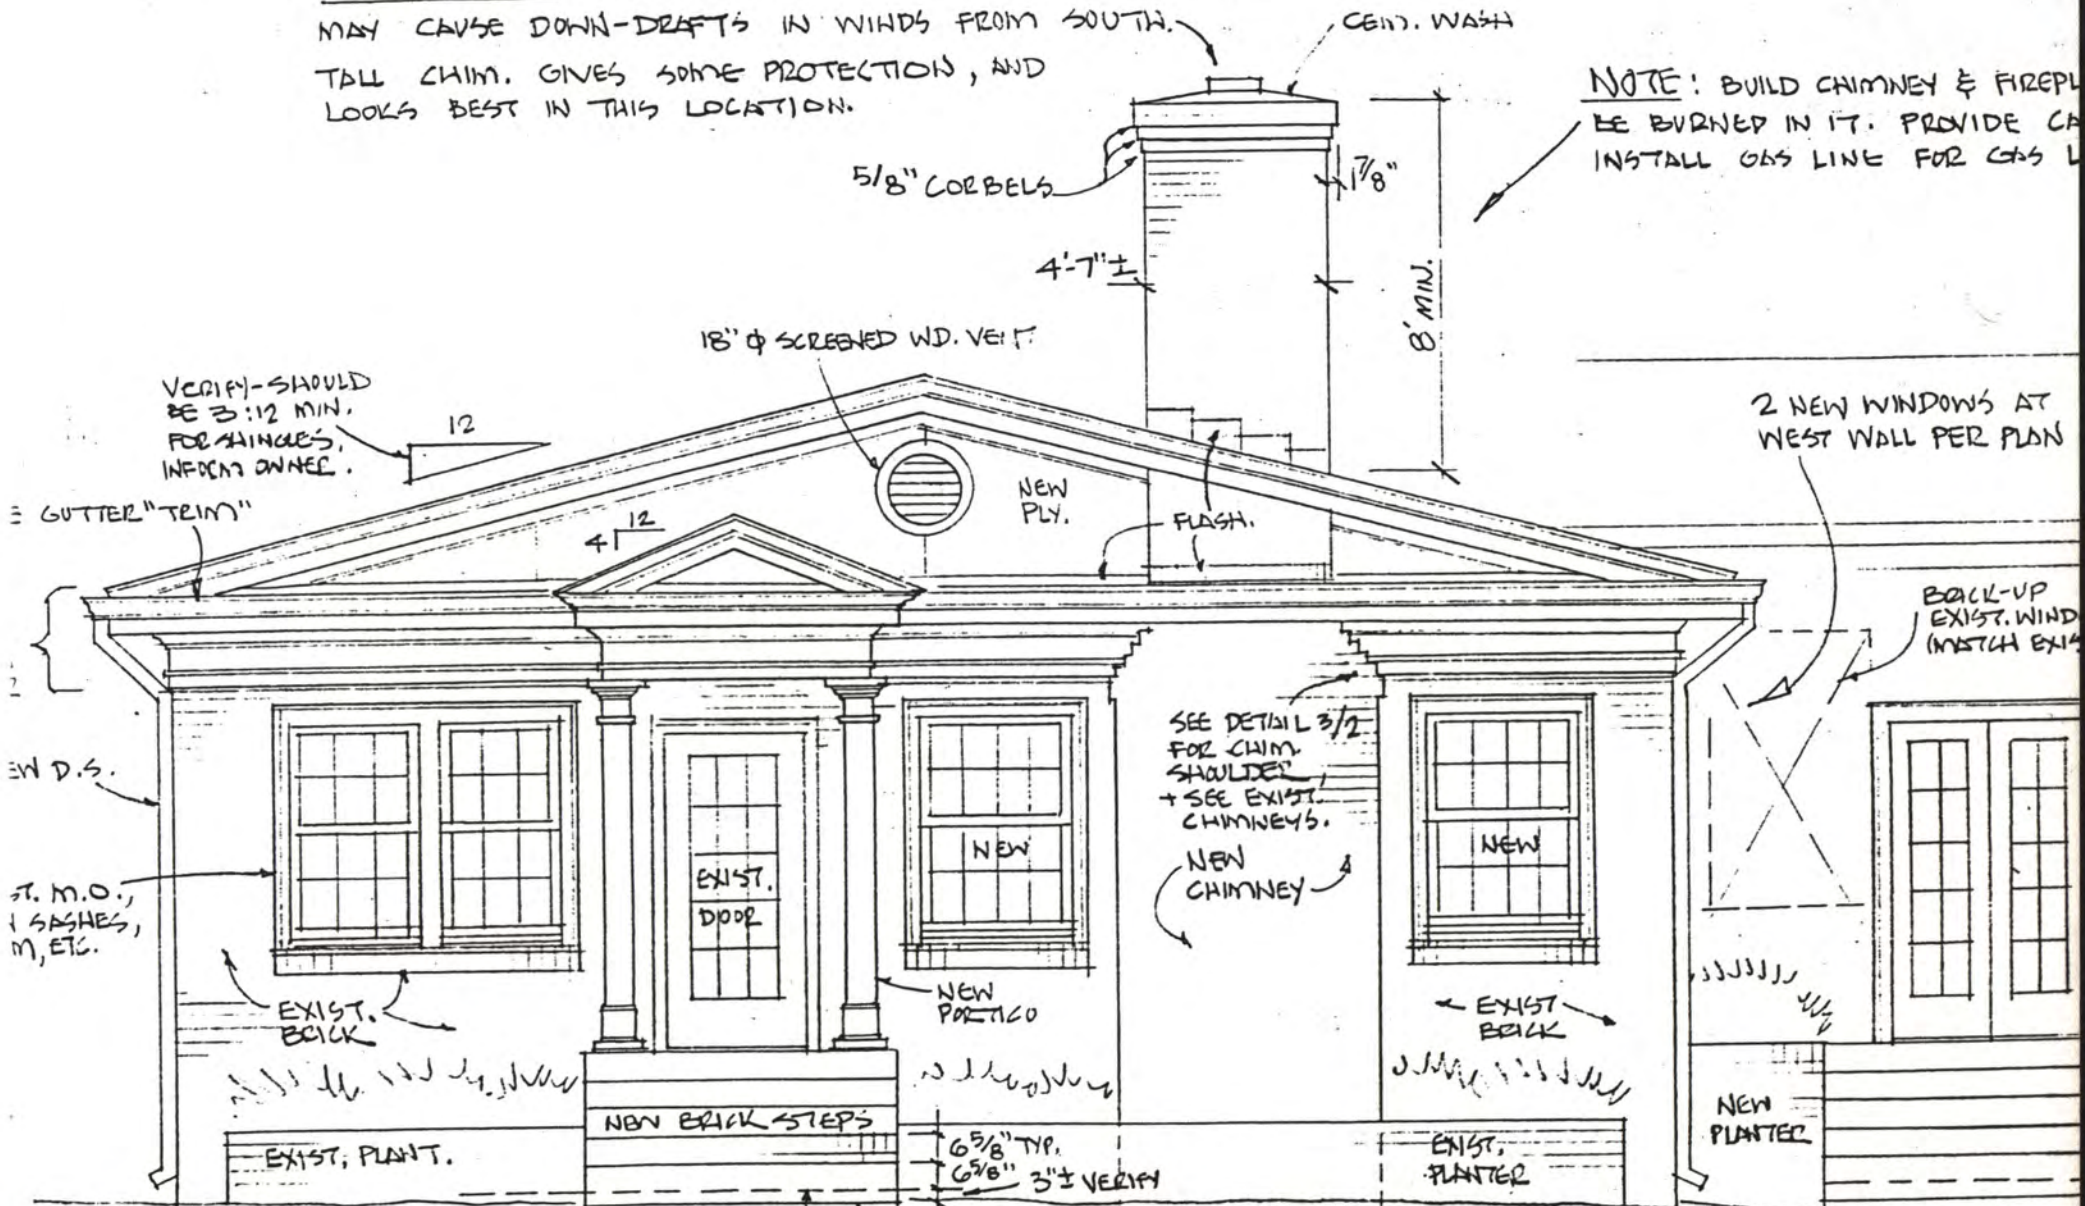 MAY CAUSE DOWN-DRAFTS IN WINDS FROM SOUTH.
TALL CHIM. GIVES SOME PROTECTION, AND
LOOKS BEST IN THIS LOCATION.
CEM. WASH
NOTE: BUILD CHIMNEY & FIREPL
BE BURNED IN IT. PROVIDE CA
INSTALL GAS LINE FOR GAS L
5/8" CORBELS
1 7/8"
4'-7" ±
8' MIN.
18" φ SCREENED WD. VENT
VERIFY-SHOULD
BE 3:12 MIN.
FOR SHINGLES.
INFORM OWNER.
12
2 NEW WINDOWS AT
WEST WALL PER PLAN
GUTTER "TRIM"
NEW
PLY.
FLASH.
12
4
BRICK-UP
EXIST. WIND
(MATCH EXIS
SEE DETAIL 3/2
FOR CHIM.
SHOULDER,
+ SEE EXIST.
CHIMNEYS.
EW D.S.
NEW
NEW
EXIST.
DOOR
NEW
CHIMNEY
ST. M.O.,
SASHES,
M, ETC.
NEW
PORTICO
EXIST.
BRICK
EXIST
BRICK
NEW BRICK STEPS
NEW
PLANTER
EXIST. PLANT.
6 5/8" TYP.
6 5/8"
3"± VERIFY
EXIST.
PLANTER